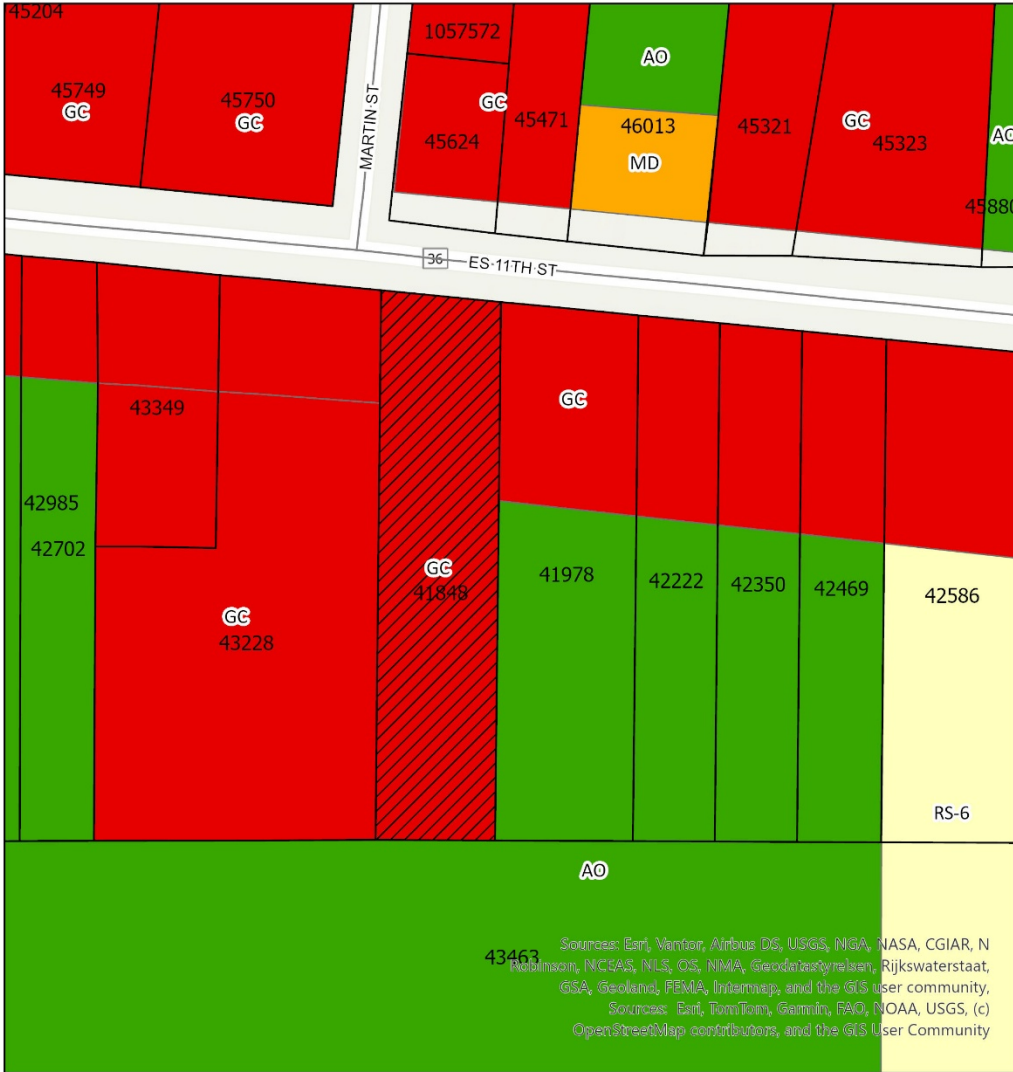 45204
45749
GC
45750
GC
MARTIN ST
1057572
GC
45624
45471
AO
46013
MD
45321
GC
45323
AO
45880
36
ES 11TH ST
43349
42985
42702
GC
43228
GC
41848
GC
41978
42222
42350
42469
42586
RS-6
AO
43463
Sources: Esri, Vantor, Airbus DS, USGS, NGA, NASA, CGIAR, N
Robinson, NCEAS, NLS, OS, NMA, Geodatastyrelsen, Rijkswaterstaat,
GSA, Geoland, FEMA, Intermap, and the GIS user community,
Sources: Esri, TomTom, Garmin, FAO, NOAA, USGS, (c)
OpenStreetMap contributors, and the GIS User Community